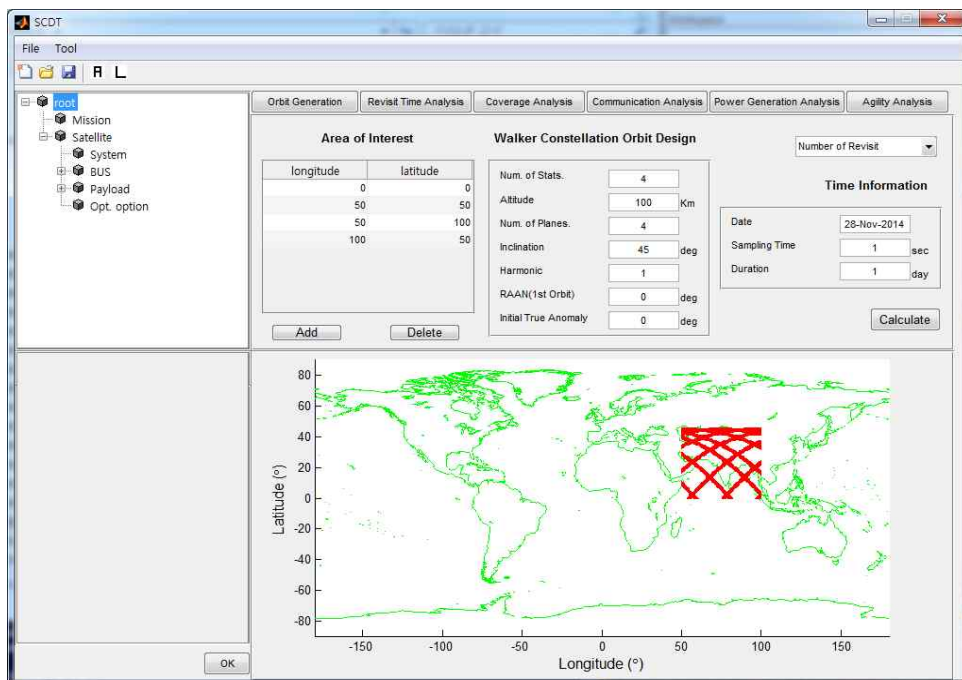 SCDT
File Tool
A L
root
Mission
Satellite
System
BUS
Payload
Opt. option
OK
Orbit Generation Revisit Time Analysis Coverage Analysis Communication Analysis Power Generation Analysis Agility Analysis
Area of Interest
longitude latitude
0 0
50 50
50 100
100 50
Add Delete
Walker Constellation Orbit Design
Num. of Stats. 4
Altitude 100 Km
Num. of Planes. 4
Inclination 45 deg
Harmonic 1
RAAN(1st Orbit) 0 deg
Initial True Anomaly 0 deg
Number of Revisit
Time Information
Date 28-Nov-2014
Sampling Time 1 sec
Duration 1 day
Calculate
80
60
40
20
0
-20
-40
-60
-80
Latitude (°)
-150 -100 -50 0 50 100 150
Longitude (°)